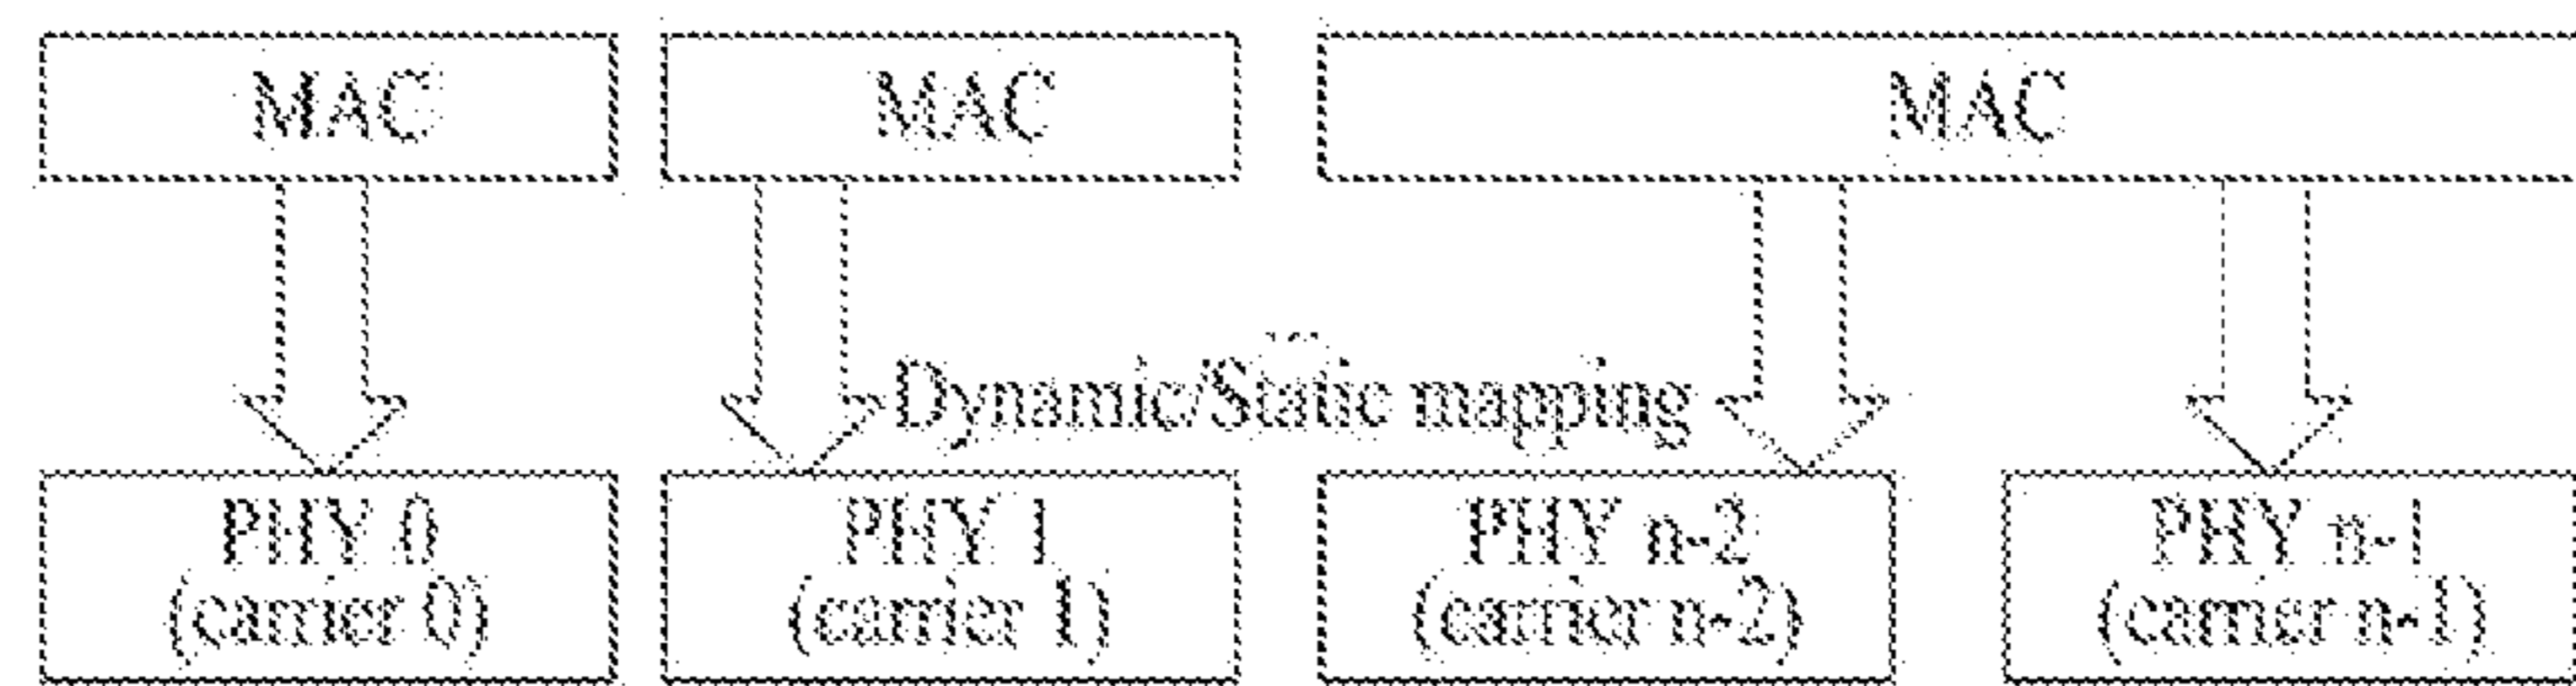 MAC
MAC
MAC
Dynamic/Static mapping
PHY 0
(carrier 0)
PHY 1
(carrier 1)
PHY n-2
(carrier n-2)
PHY n-1
(carrier n-1)